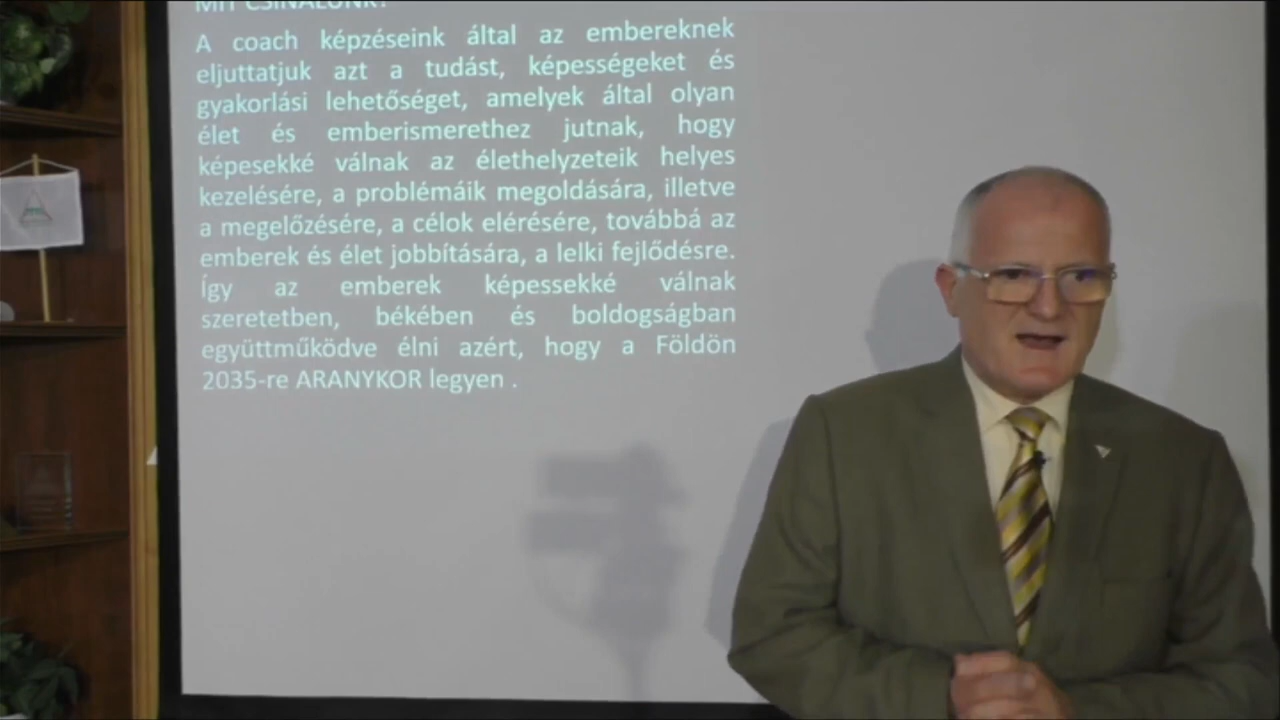 MIT CSINÁLUNK?
A coach képzéseink által az embereknek
eljuttatjuk azt a tudást, képességeket és
gyakorlási lehetőséget, amelyek által olyan
élet és emberismerethez jutnak, hogy
képesekké válnak az élethelyzeteik helyes
kezelésére, a problémáik megoldására, illetve
a megelőzésére, a célok elérésére, továbbá az
emberek és élet jobbítására, a lelki fejlődésre.
Így az emberek képessekké válnak
szeretetben, békében és boldogságban
együttműködve élni azért, hogy a Földön
2035-re ARANYKOR legyen .